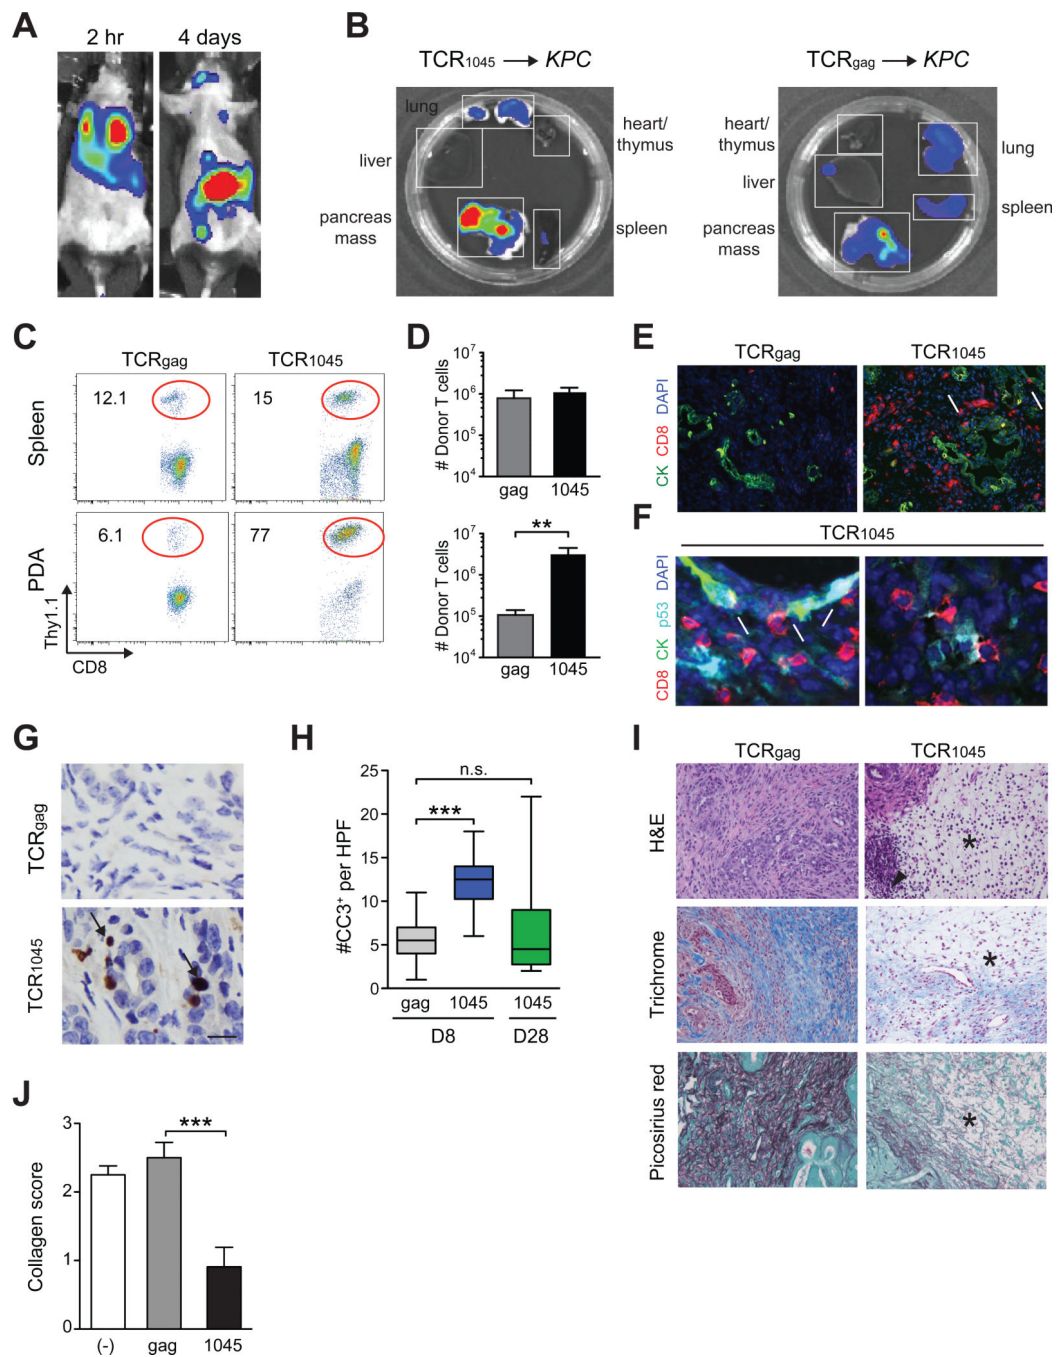 A
2 hr
4 days
B
TCR1045 → KPC
lung
liver
pancreas
mass
heart/
thymus
spleen
TCRgag → KPC
heart/
thymus
liver
pancreas
mass
lung
spleen
C
TCRgag
TCR1045
Spleen
12.1
15
PDA
6.1
77
Thy1.1
CD8
D
# Donor T cells
10^7
10^6
10^5
10^4
gag
1045
# Donor T cells
10^7
10^6
10^5
10^4
**
gag
1045
E
TCRgag
TCR1045
CK CD8 DAPI
F
TCR1045
CD8 CK p53 DAPI
G
TCRgag
TCR1045
H
#CC3+ per HPF
25
20
15
10
5
0
n.s.
***
gag
1045
1045
D8
D28
I
TCRgag
TCR1045
H&E
*
Trichrome
*
Picosirius red
*
J
Collagen score
3
2
1
0
***
(-)
gag
1045